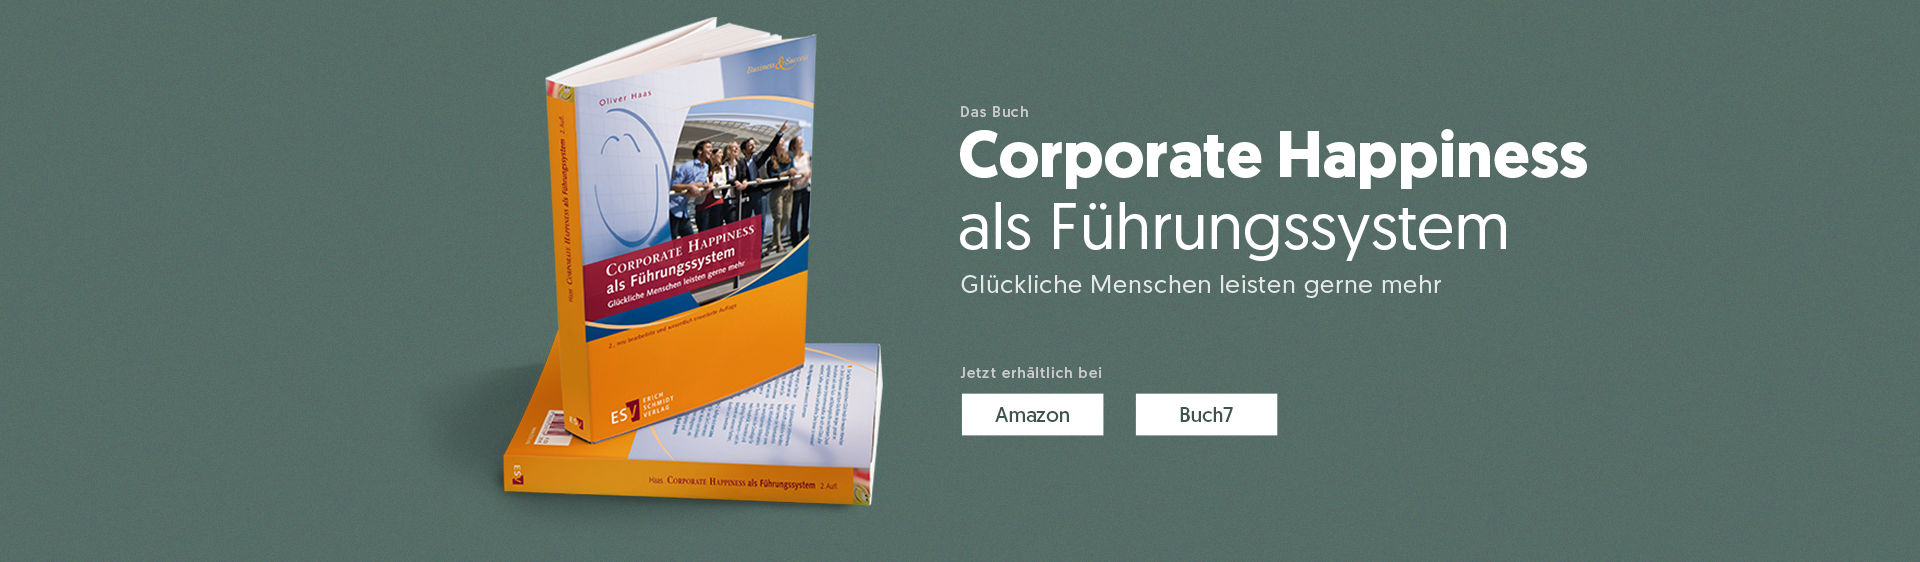 Business & Success
Oliver Haas
CORPORATE HAPPINESS
als Führungssystem
Glückliche Menschen leisten gerne mehr
2., neu bearbeitete und wesentlich erweiterte Auflage
ESV
ERICH
SCHMIDT
VERLAG
Haas CORPORATE HAPPINESS als Führungssystem 2. Aufl.
ESV
ESV
Haas CORPORATE HAPPINESS als Führungssystem 2. Aufl.
Das Buch
Corporate Happiness
als Führungssystem
Glückliche Menschen leisten gerne mehr
Jetzt erhältlich bei
Amazon
Buch7